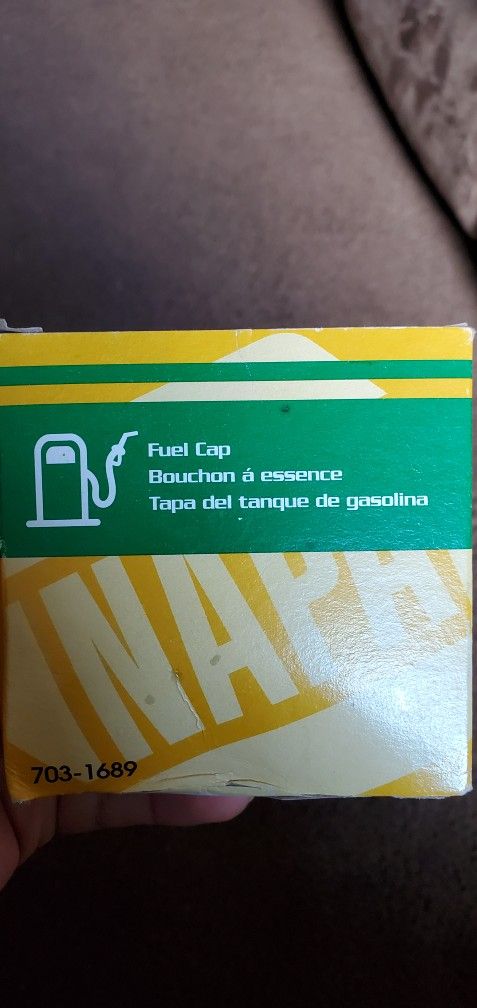 Fuel Cap
Bouchon á essence
Tapa del tanque de gasolina
NAPA
703-1689